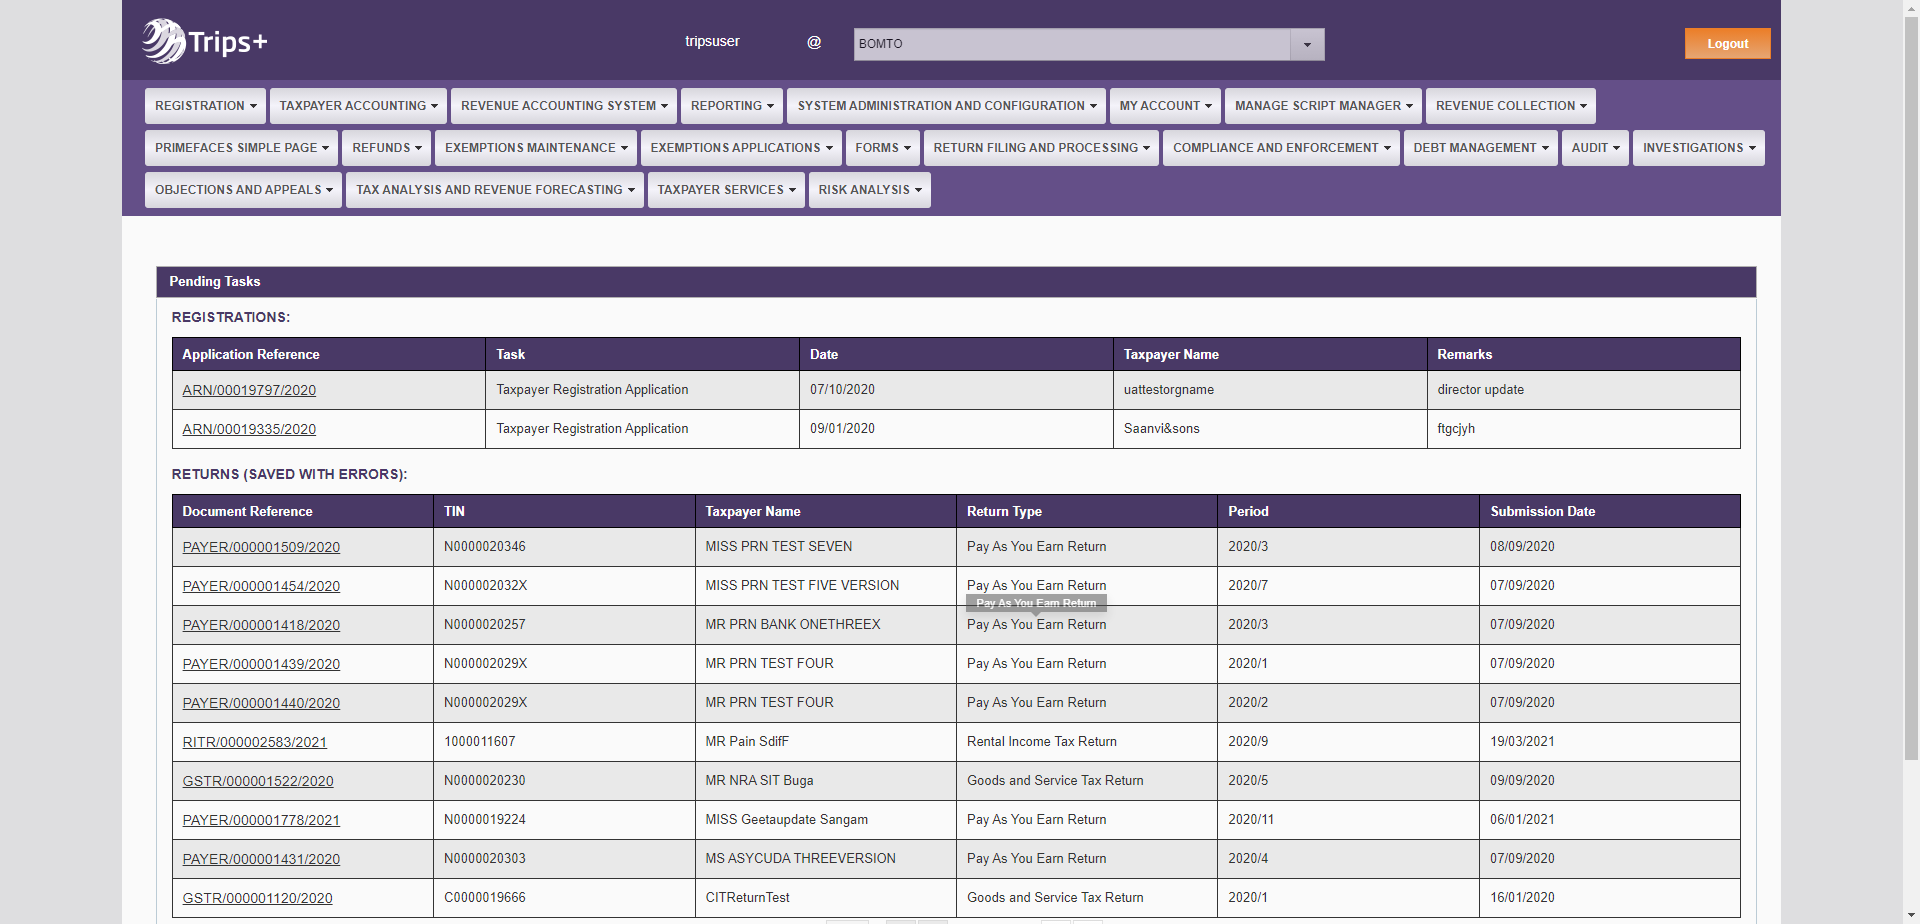 Trips+
tripsuser @ BOMTO Logout
REGISTRATION TAXPAYER ACCOUNTING REVENUE ACCOUNTING SYSTEM REPORTING SYSTEM ADMINISTRATION AND CONFIGURATION MY ACCOUNT MANAGE SCRIPT MANAGER REVENUE COLLECTION
PRIMEFACES SIMPLE PAGE REFUNDS EXEMPTIONS MAINTENANCE EXEMPTIONS APPLICATIONS FORMS RETURN FILING AND PROCESSING COMPLIANCE AND ENFORCEMENT DEBT MANAGEMENT AUDIT INVESTIGATIONS
OBJECTIONS AND APPEALS TAX ANALYSIS AND REVENUE FORECASTING TAXPAYER SERVICES RISK ANALYSIS
Pending Tasks
REGISTRATIONS:
Application Reference Task Date Taxpayer Name Remarks
ARN/00019797/2020 Taxpayer Registration Application 07/10/2020 uattestorgname director update
ARN/00019335/2020 Taxpayer Registration Application 09/01/2020 Saanvi&sons ftgcjyh
RETURNS (SAVED WITH ERRORS):
Document Reference TIN Taxpayer Name Return Type Period Submission Date
PAYER/000001509/2020 N0000020346 MISS PRN TEST SEVEN Pay As You Earn Return 2020/3 08/09/2020
PAYER/000001454/2020 N000002032X MISS PRN TEST FIVE VERSION Pay As You Earn Return 2020/7 07/09/2020
Pay As You Earn Return
PAYER/000001418/2020 N0000020257 MR PRN BANK ONETHREEX Pay As You Earn Return 2020/3 07/09/2020
PAYER/000001439/2020 N000002029X MR PRN TEST FOUR Pay As You Earn Return 2020/1 07/09/2020
PAYER/000001440/2020 N000002029X MR PRN TEST FOUR Pay As You Earn Return 2020/2 07/09/2020
RITR/000002583/2021 1000011607 MR Pain SdifF Rental Income Tax Return 2020/9 19/03/2021
GSTR/000001522/2020 N0000020230 MR NRA SIT Buga Goods and Service Tax Return 2020/5 09/09/2020
PAYER/000001778/2021 N0000019224 MISS Geetaupdate Sangam Pay As You Earn Return 2020/11 06/01/2021
PAYER/000001431/2020 N0000020303 MS ASYCUDA THREEVERSION Pay As You Earn Return 2020/4 07/09/2020
GSTR/000001120/2020 C0000019666 CITReturnTest Goods and Service Tax Return 2020/1 16/01/2020